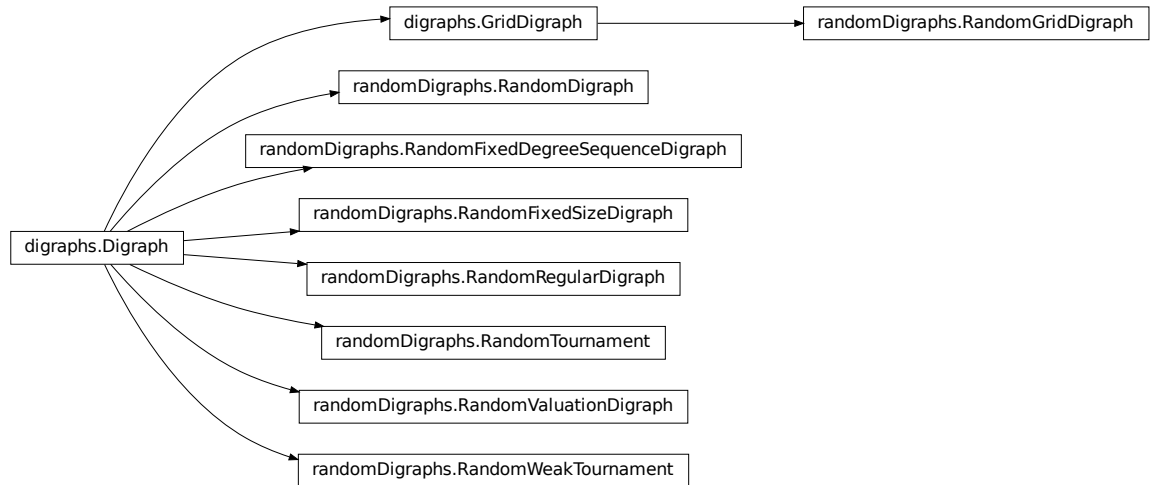 digraphs.GridDigraph
randomDigraphs.RandomGridDigraph
randomDigraphs.RandomDigraph
randomDigraphs.RandomFixedDegreeSequenceDigraph
randomDigraphs.RandomFixedSizeDigraph
digraphs.Digraph
randomDigraphs.RandomRegularDigraph
randomDigraphs.RandomTournament
randomDigraphs.RandomValuationDigraph
randomDigraphs.RandomWeakTournament